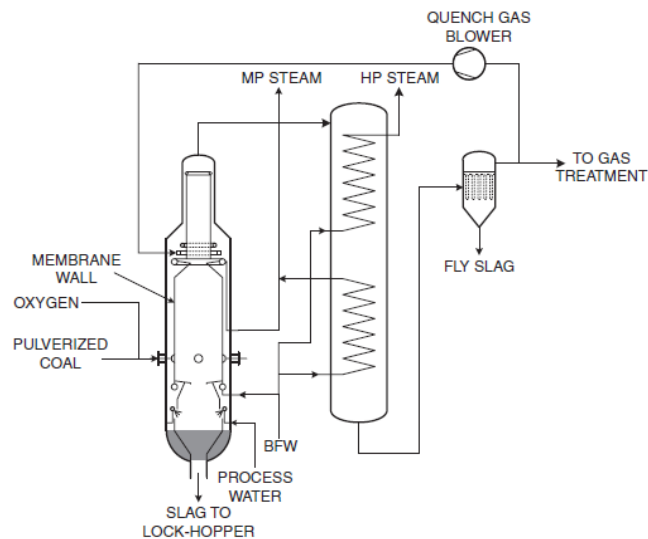 QUENCH GAS
BLOWER
MP STEAM
HP STEAM
TO GAS
TREATMENT
MEMBRANE
WALL
FLY SLAG
OXYGEN
PULVERIZED
COAL
BFW
PROCESS
WATER
SLAG TO
LOCK-HOPPER